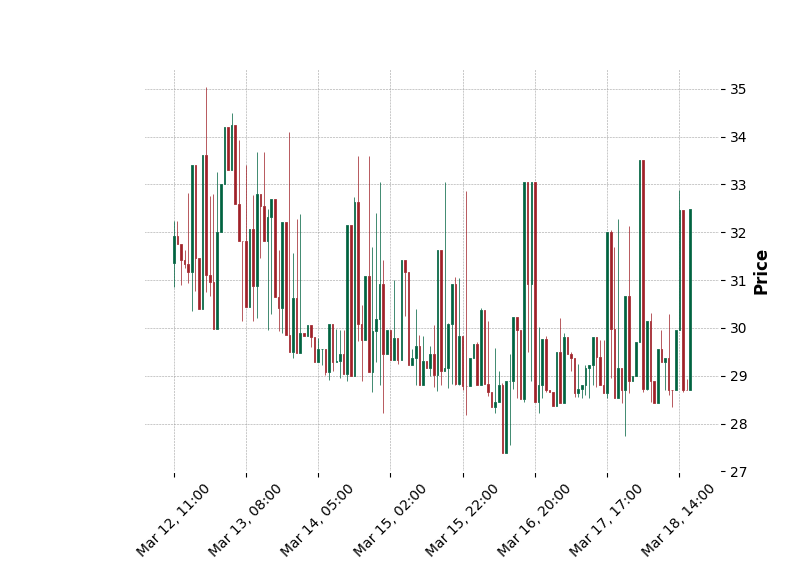 35
34
33
32
31
30
29
28
27
Price
Mar 12, 11:00
Mar 13, 08:00
Mar 14, 05:00
Mar 15, 02:00
Mar 15, 22:00
Mar 16, 20:00
Mar 17, 17:00
Mar 18, 14:00